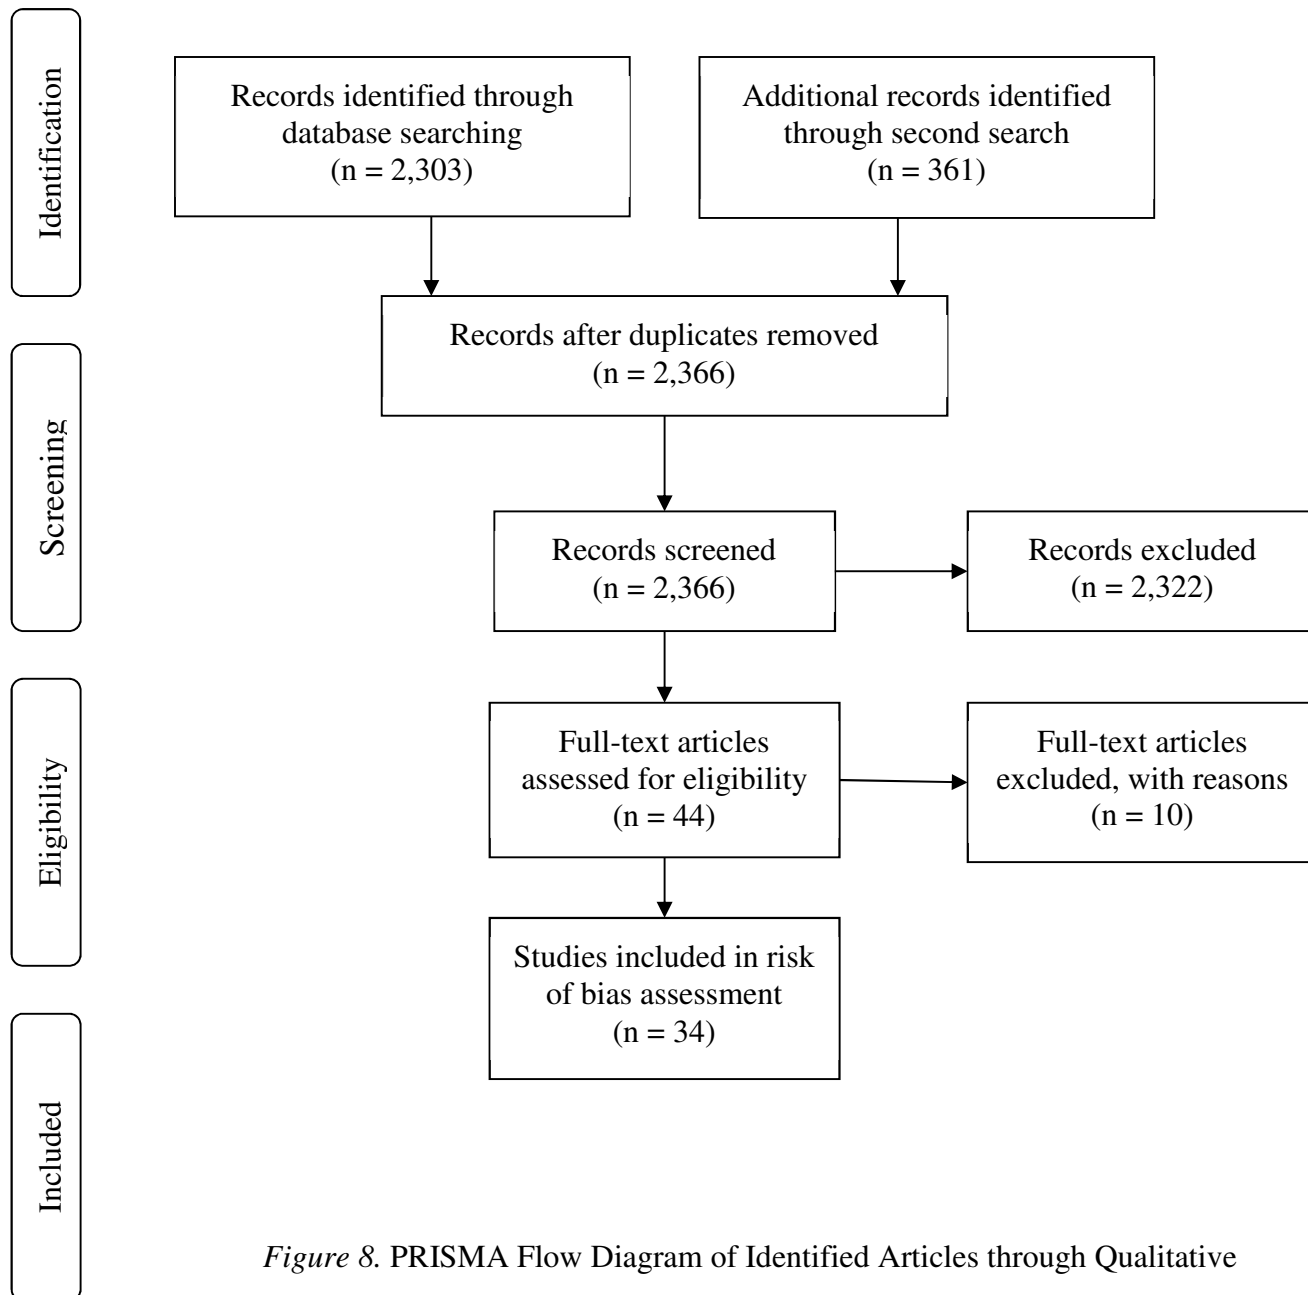 Identification
Records identified through
database searching
(n = 2,303)
Additional records identified
through second search
(n = 361)
Records after duplicates removed
(n = 2,366)
Screening
Records screened
(n = 2,366)
Records excluded
(n = 2,322)
Eligibility
Full-text articles
assessed for eligibility
(n = 44)
Full-text articles
excluded, with reasons
(n = 10)
Studies included in risk
of bias assessment
(n = 34)
Included
Figure 8. PRISMA Flow Diagram of Identified Articles through Qualitative